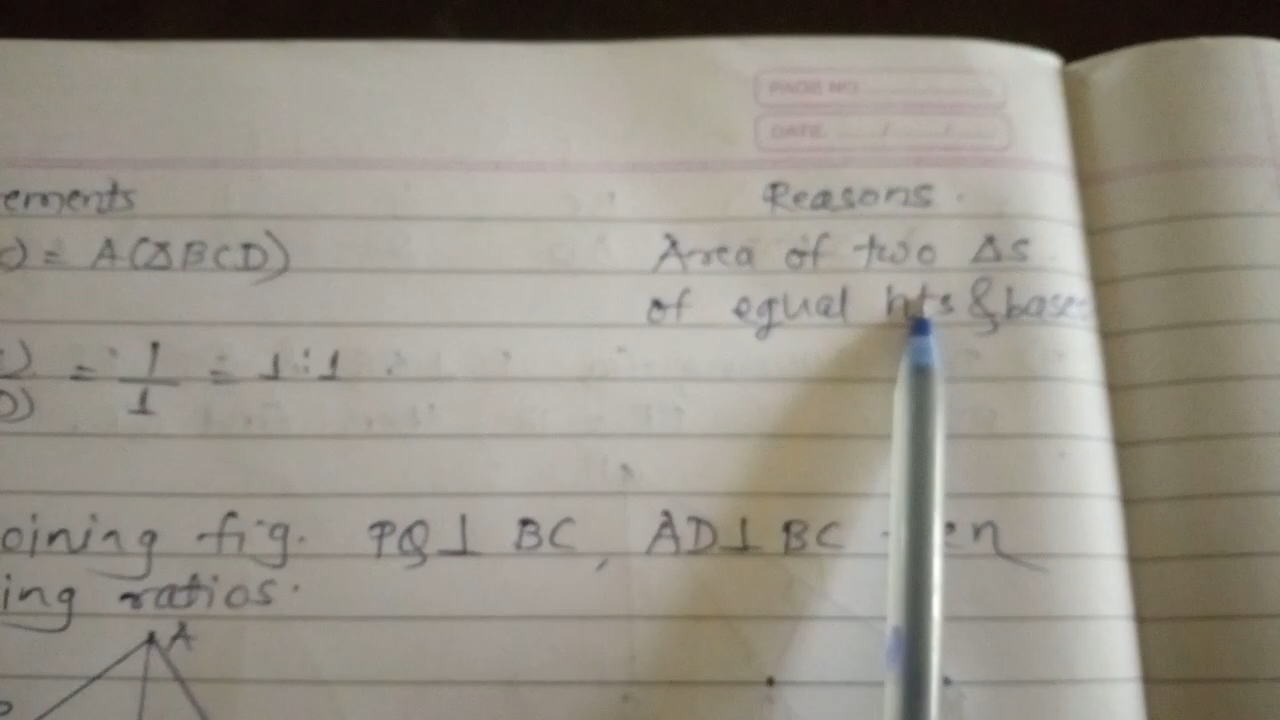 PAGE NO
DATE / /
ements Reasons.
c) = A(ΔBCD) Area of two Δs
of equal hts & base
) = 1/1 = 1:1
D)
oining fig. PQ⊥ BC, AD⊥ BC
ing ratios.
A